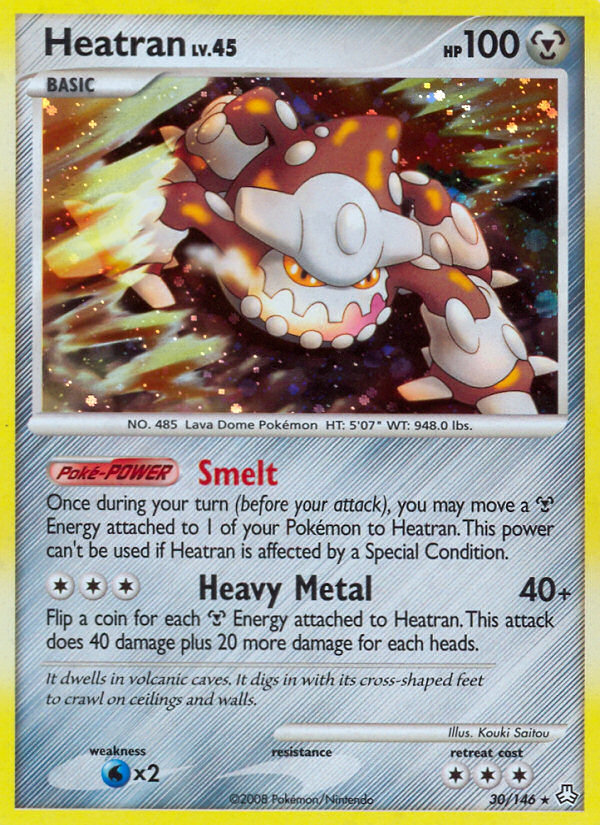 Heatran LV.45
HP 100
BASIC
NO. 485 Lava Dome Pokémon HT: 5'07" WT: 948.0 lbs.
Poké-POWER Smelt
Once during your turn (before your attack), you may move a
Energy attached to 1 of your Pokémon to Heatran. This power
can't be used if Heatran is affected by a Special Condition.
Heavy Metal 40+
Flip a coin for each Energy attached to Heatran. This attack
does 40 damage plus 20 more damage for each heads.
It dwells in volcanic caves. It digs in with its cross-shaped feet
to crawl on ceilings and walls.
Illus. Kouki Saitou
weakness resistance retreat cost
x2
©2008 Pokémon/Nintendo 30/146 ★